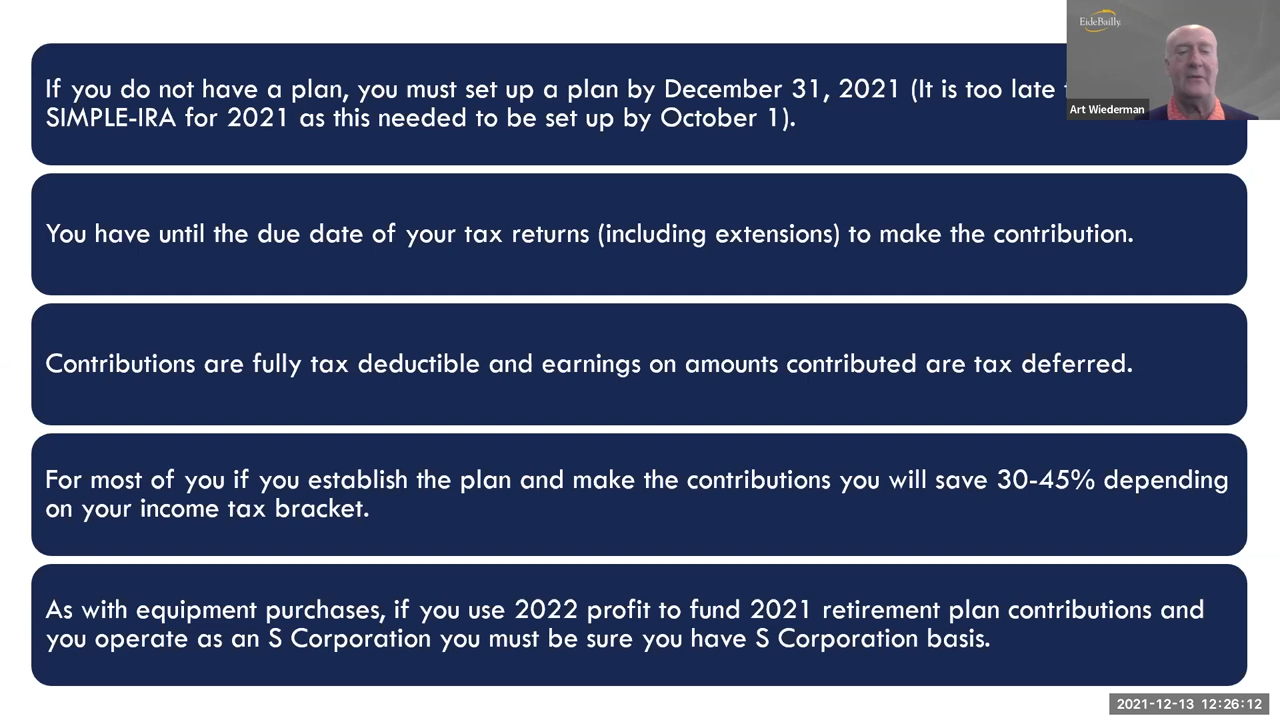 EideBailly
If you do not have a plan, you must set up a plan by December 31, 2021 (It is too late
Art Wiederman
SIMPLE-IRA for 2021 as this needed to be set up by October 1).
You have until the due date of your tax returns (including extensions) to make the contribution.
Contributions are fully tax deductible and earnings on amounts contributed are tax deferred.
For most of you if you establish the plan and make the contributions you will save 30-45% depending
on your income tax bracket.
As with equipment purchases, if you use 2022 profit to fund 2021 retirement plan contributions and
you operate as an S Corporation you must be sure you have S Corporation basis.
2021-12-13 12:26:12